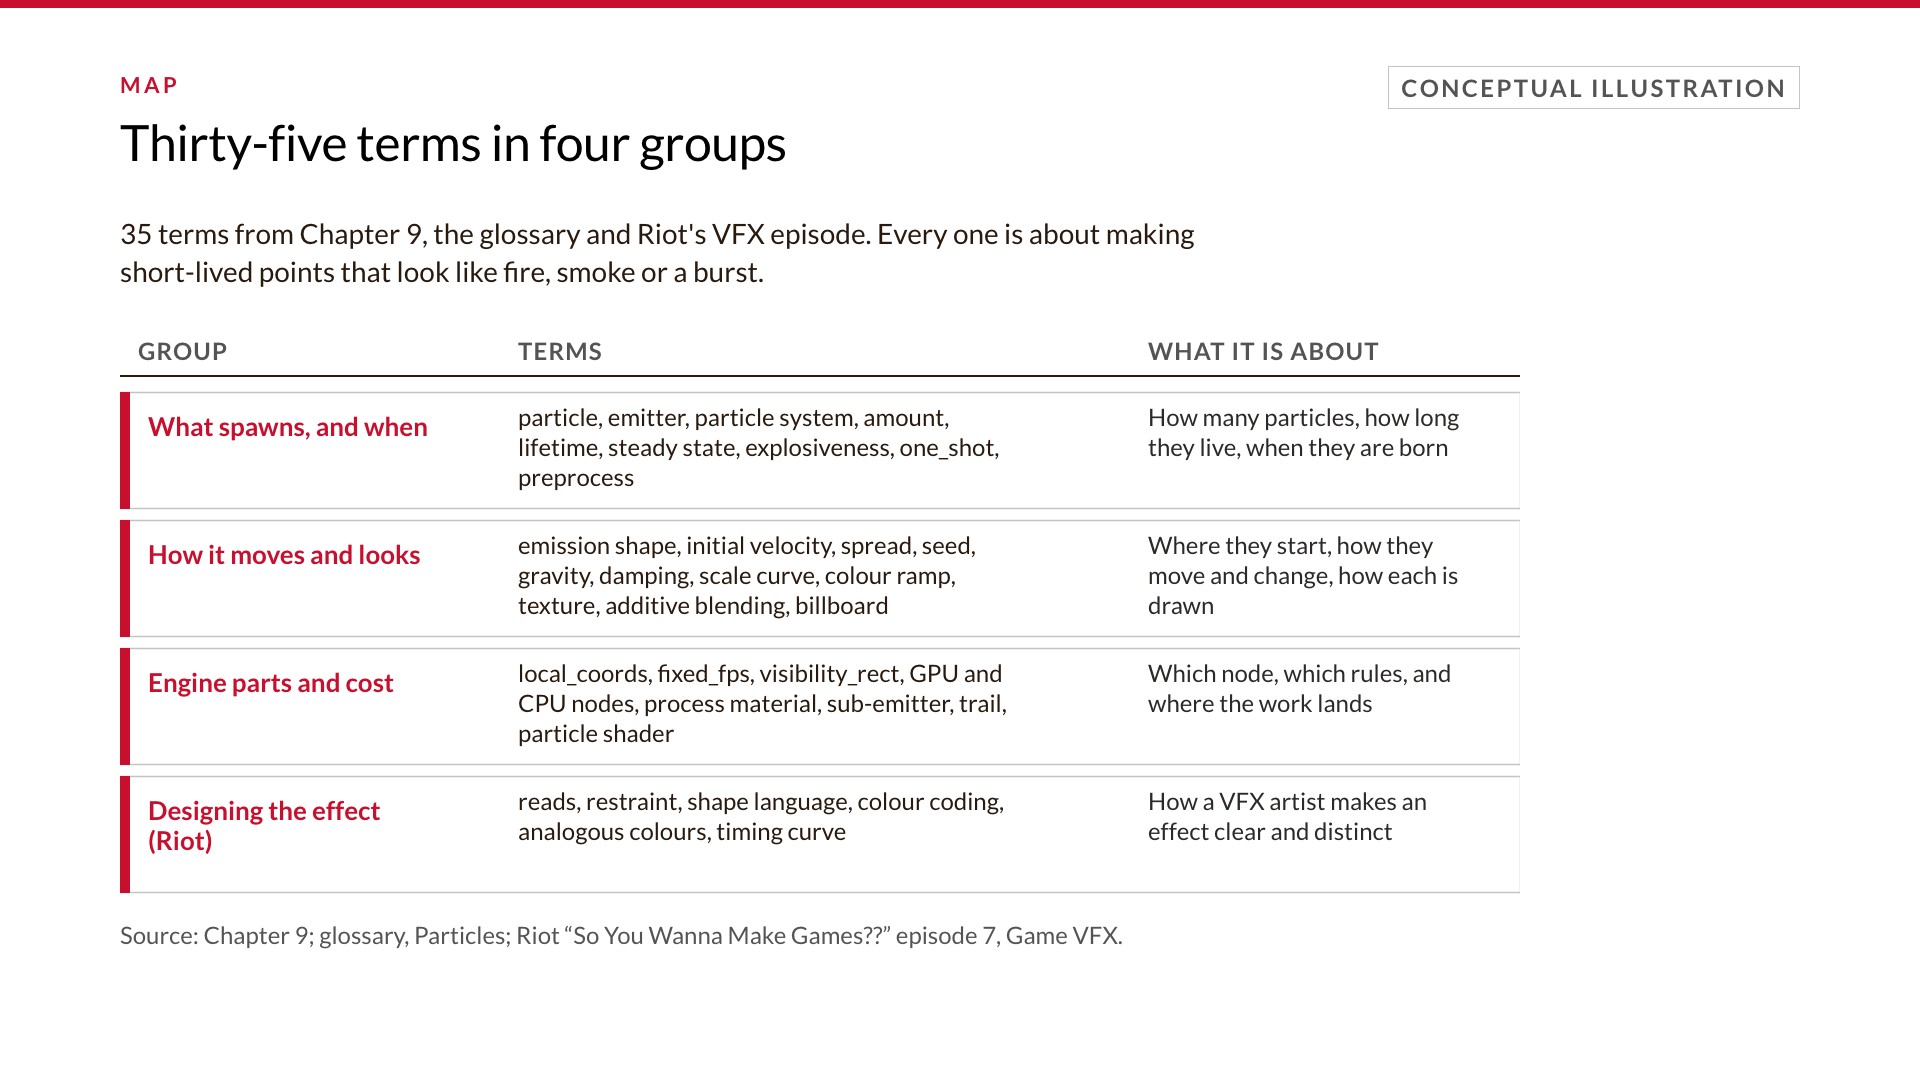 MAP
CONCEPTUAL ILLUSTRATION
Thirty-five terms in four groups
35 terms from Chapter 9, the glossary and Riot's VFX episode. Every one is about making
short-lived points that look like fire, smoke or a burst.
GROUP
TERMS
WHAT IT IS ABOUT
What spawns, and when
particle, emitter, particle system, amount,
lifetime, steady state, explosiveness, one_shot,
preprocess
How many particles, how long
they live, when they are born
How it moves and looks
emission shape, initial velocity, spread, seed,
gravity, damping, scale curve, colour ramp,
texture, additive blending, billboard
Where they start, how they
move and change, how each is
drawn
Engine parts and cost
local_coords, fixed_fps, visibility_rect, GPU and
CPU nodes, process material, sub-emitter, trail,
particle shader
Which node, which rules, and
where the work lands
Designing the effect
(Riot)
reads, restraint, shape language, colour coding,
analogous colours, timing curve
How a VFX artist makes an
effect clear and distinct
Source: Chapter 9; glossary, Particles; Riot “So You Wanna Make Games??” episode 7, Game VFX.